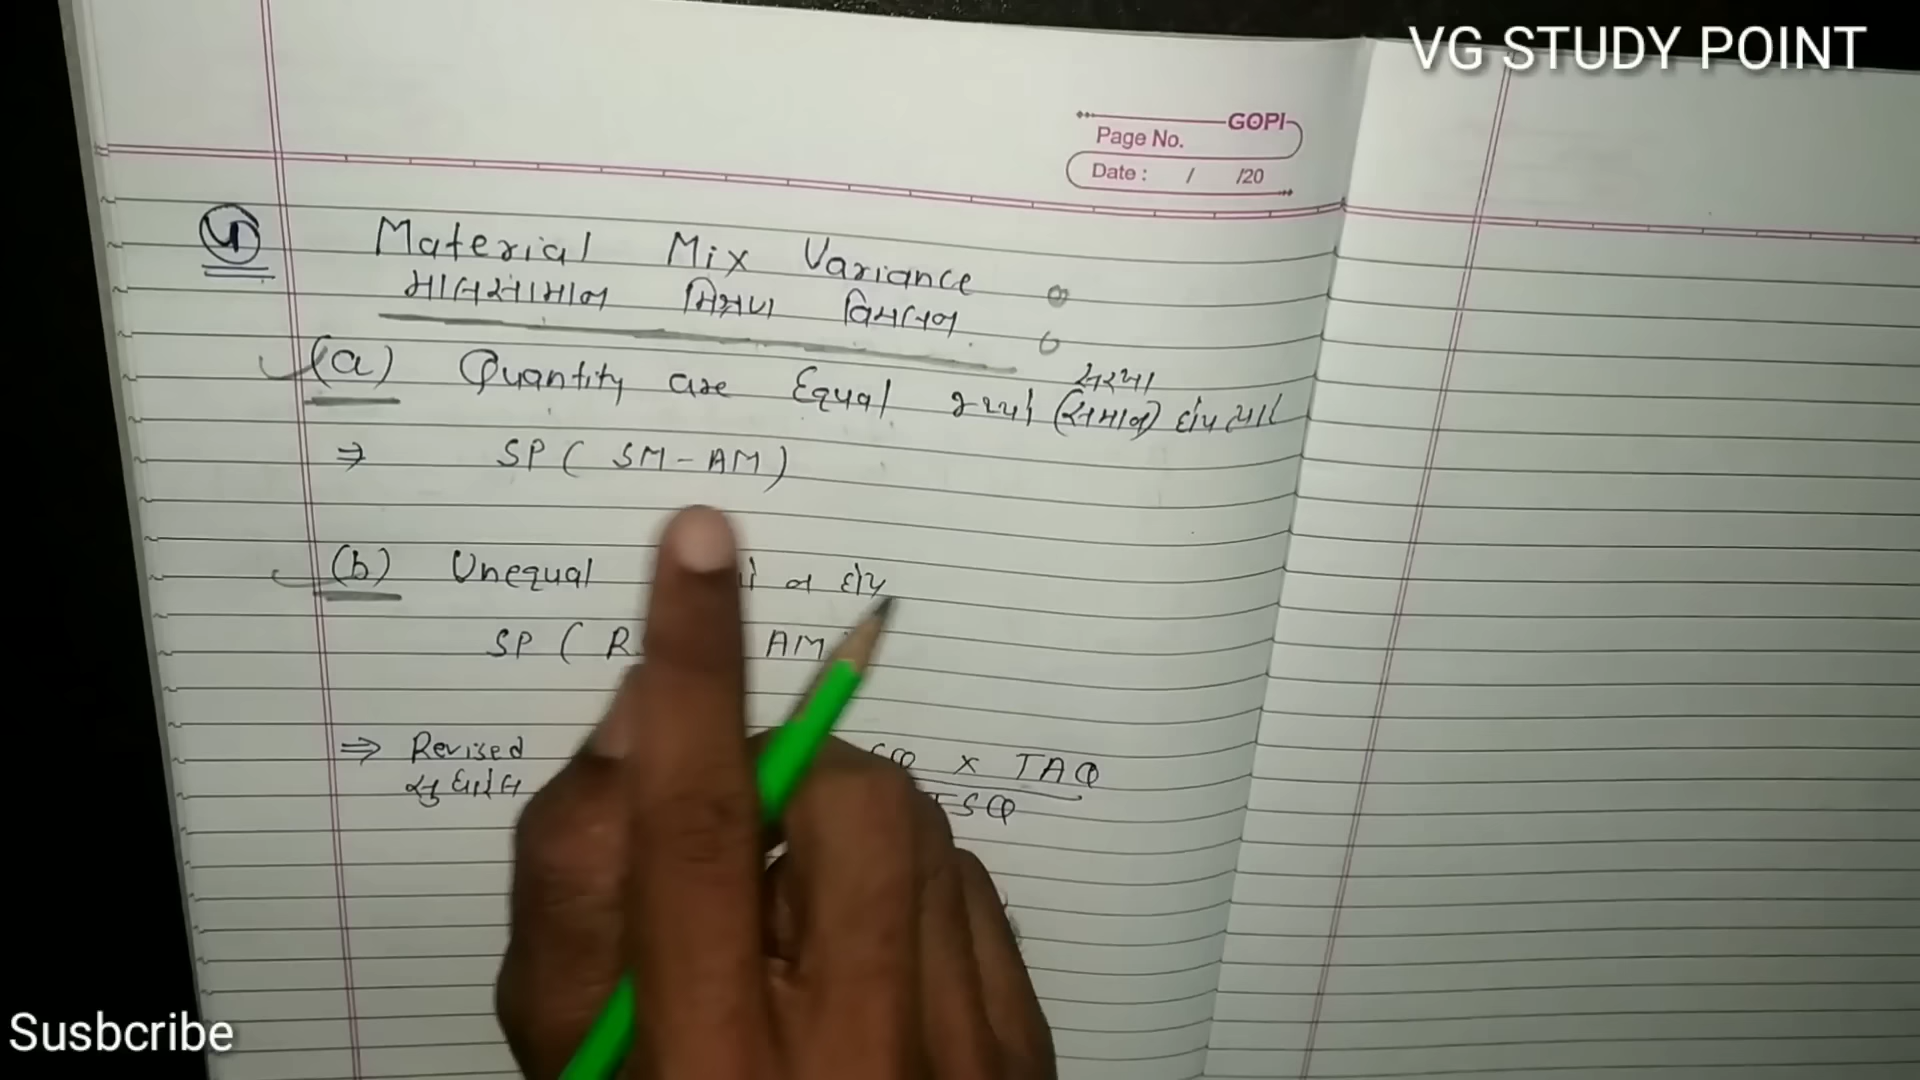 VG STUDY POINT
GOPI
Page No.
Date : / /20
Material Mix Variance
માલસામાન મિશ્રણ વિચલન
(a) Quantity are Equal સરખા (સમાન) હોય ત્યારે
⇒ SP ( SM - AM )
(b) Unequal ન હોય
SP ( AM
⇒ Revised SQ x TAQ
TSQ
Susbcribe